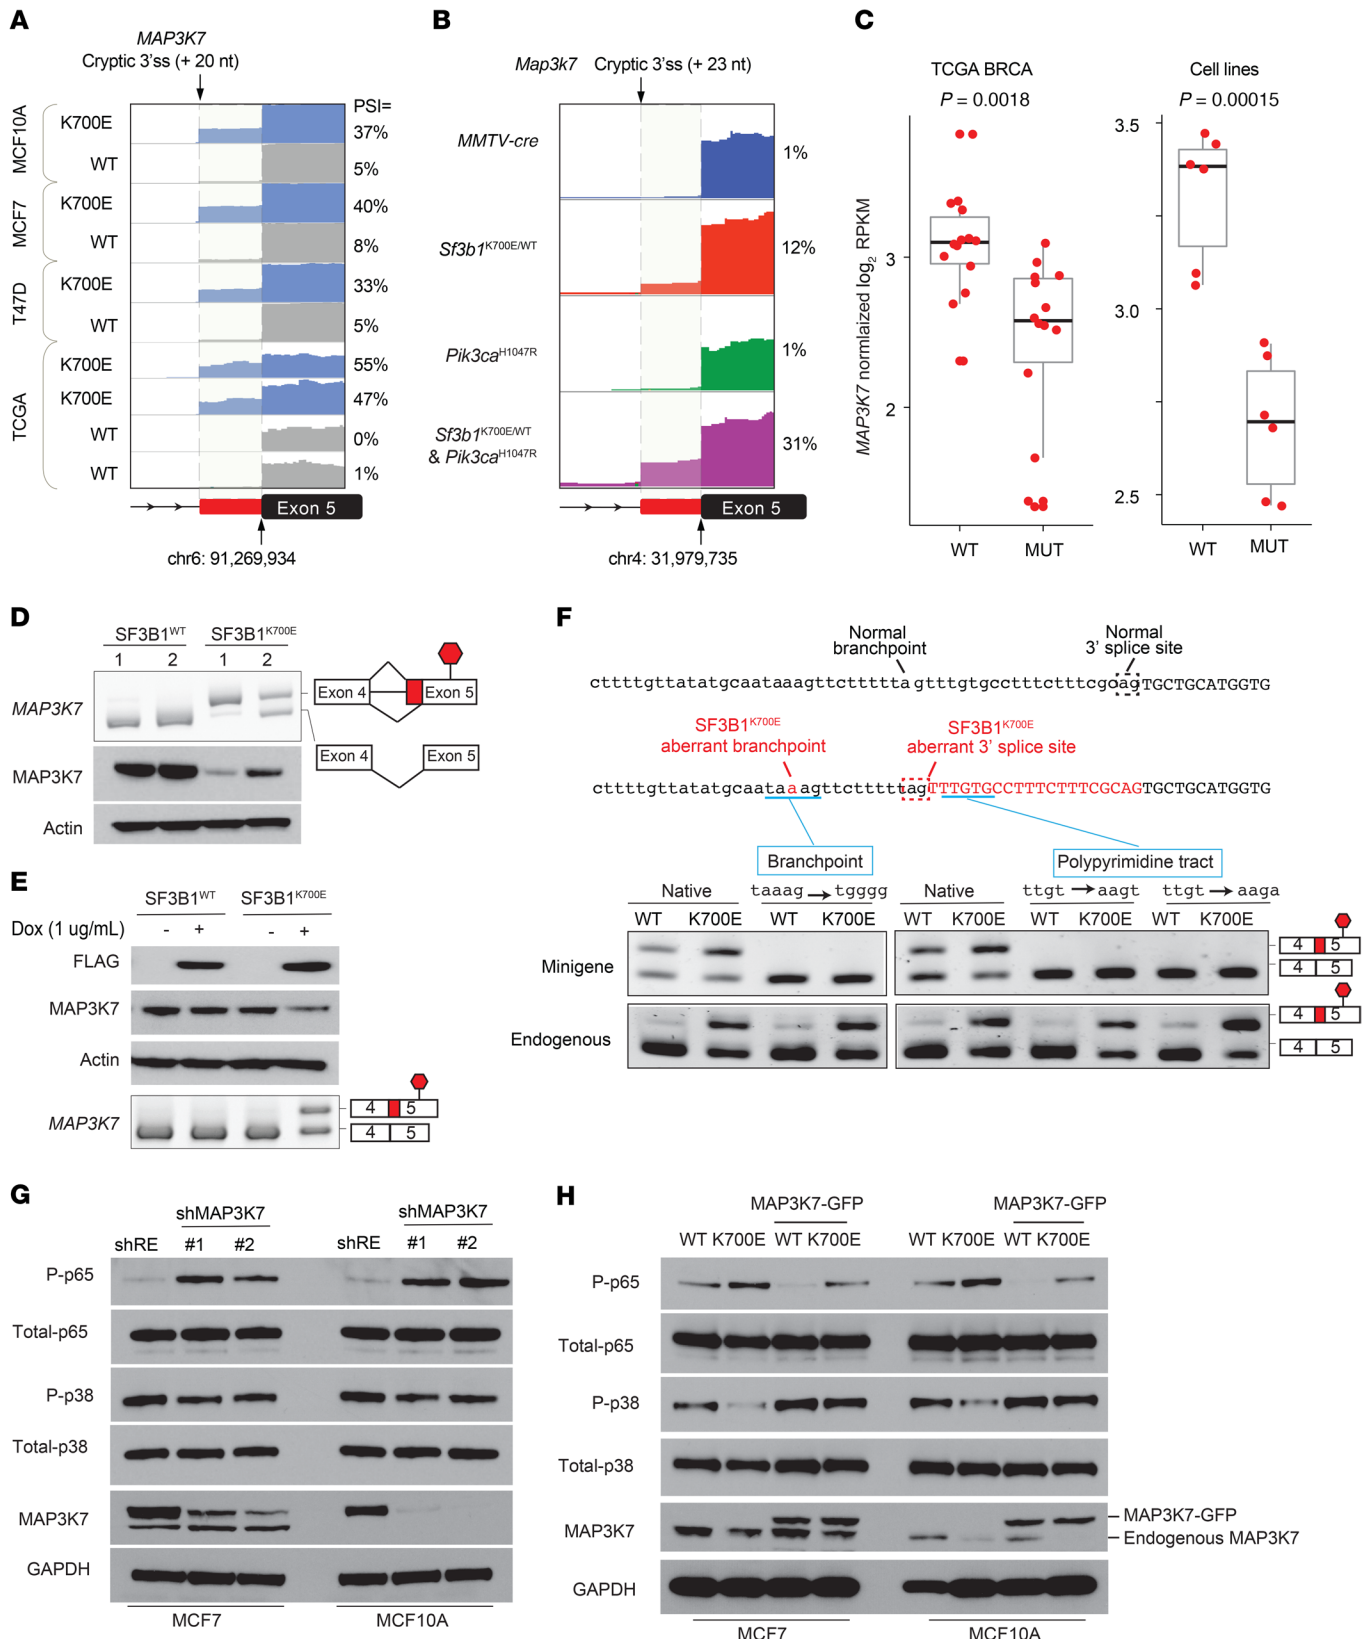 A
MAP3K7
Cryptic 3'ss (+ 20 nt)
PSI=
MCF10A
K700E
37%
WT
5%
MCF7
K700E
40%
WT
8%
T47D
K700E
33%
WT
5%
TCGA
K700E
55%
K700E
47%
WT
0%
WT
1%
Exon 5
chr6: 91,269,934
B
Map3k7 Cryptic 3'ss (+ 23 nt)
MMTV-cre
1%
Sf3b1K700E/WT
12%
Pik3caH1047R
1%
Sf3b1K700E/WT
& Pik3caH1047R
31%
Exon 5
chr4: 31,979,735
C
TCGA BRCA
P = 0.0018
MAP3K7 normlaized log2 RPKM
3
2
WT MUT
Cell lines
P = 0.00015
3.5
3.0
2.5
WT MUT
D
SF3B1WT SF3B1K700E
1 2 1 2
MAP3K7
MAP3K7
Actin
Exon 4 Exon 5
Exon 4 Exon 5
E
SF3B1WT SF3B1K700E
Dox (1 ug/mL) - + - +
FLAG
MAP3K7
Actin
MAP3K7
4 5
4 5
F
Normal
branchpoint
Normal
3' splice site
cttttgttatatgcaataaagttctttttagtttgtgcctttctttcgcagTGCTGCATGGTG
SF3B1K700E
aberrant branchpoint
SF3B1K700E
aberrant 3' splice site
cttttgttatatgcaataaagttctttttagTTTGTGCCTTTCTTTCGCAGTGCTGCATGGTG
Branchpoint
Polypyrimidine tract
Native
taaag → tgggg
Native
ttgt → aagt
ttgt → aaga
WT K700E WT K700E WT K700E WT K700E WT K700E
Minigene
4 5
4 5
Endogenous
4 5
4 5
G
shMAP3K7 shMAP3K7
shRE #1 #2 shRE #1 #2
P-p65
Total-p65
P-p38
Total-p38
MAP3K7
GAPDH
MCF7 MCF10A
H
MAP3K7-GFP MAP3K7-GFP
WT K700E WT K700E WT K700E WT K700E
P-p65
Total-p65
P-p38
Total-p38
MAP3K7
MAP3K7-GFP
Endogenous MAP3K7
GAPDH
MCF7 MCF10A